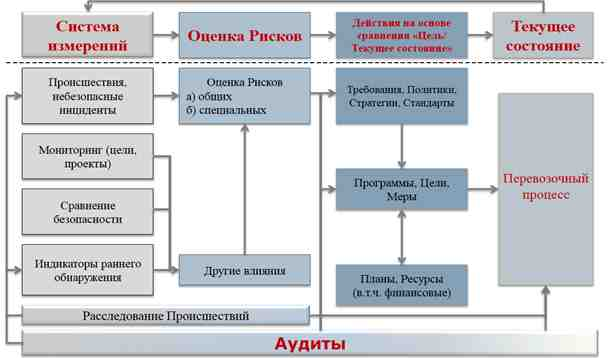 Система
измерений
Оценка Рисков
Действия на основе
сравнения «Цель/
Текущее состояние»
Текущее
состояние
Происшествия,
небезопасные
инциденты
Оценка Рисков
а) общих
б) специальных
Требования, Политики,
Стратегии, Стандарты
Мониторинг (цели,
проекты)
Программы, Цели,
Меры
Перевозочный
процесс
Сравнение
безопасности
Индикаторы раннего
обнаружения
Другие влияния
Планы, Ресурсы
(в.т.ч. финансовые)
Расследование Происшествий
Аудиты